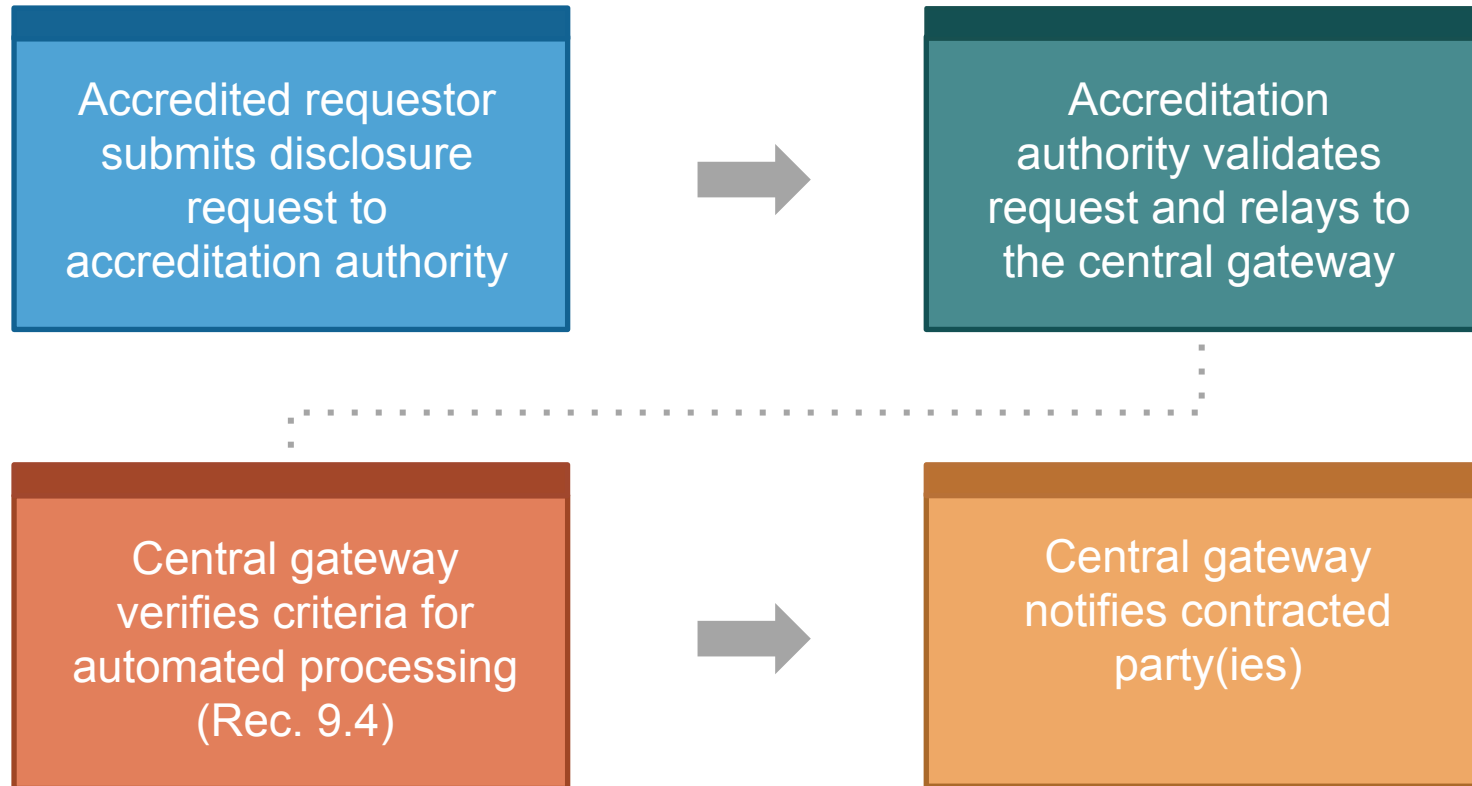 Accredited requestor
submits disclosure
request to
accreditation authority
Accreditation
authority validates
request and relays to
the central gateway
Central gateway
verifies criteria for
automated processing
(Rec. 9.4)
Central gateway
notifies contracted
party(ies)